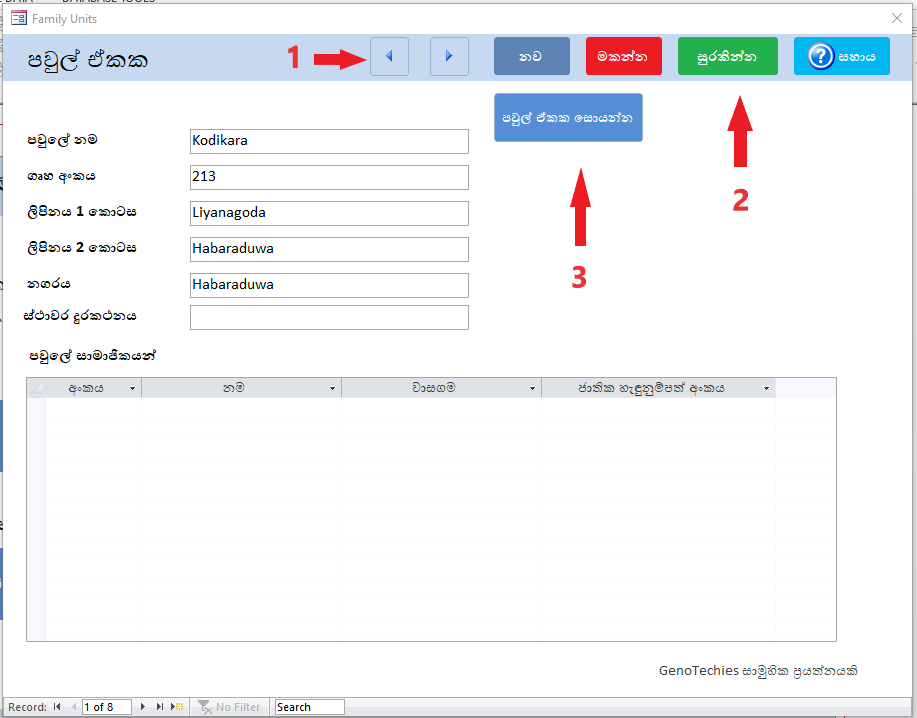 Family Units
පවුල් ඒකක
1
නව
මකන්න
සුරකින්න
? සහාය
පවුල් ඒකක සොයන්න
2
3
පවුලේ නම
Kodikara
ගෘහ අංකය
213
ලිපිනය 1 කොටස
Liyanagoda
ලිපිනය 2 කොටස
Habaraduwa
නගරය
Habaraduwa
ස්ථාවර දුරකථනය
පවුලේ සාමාජිකයන්
අංකය
නම
වාසගම
ජාතික හැඳුනුම්පත් අංකය
GenoTechies සාමුහික ප්‍රයත්නයකි
Record:
1 of 8
No Filter
Search